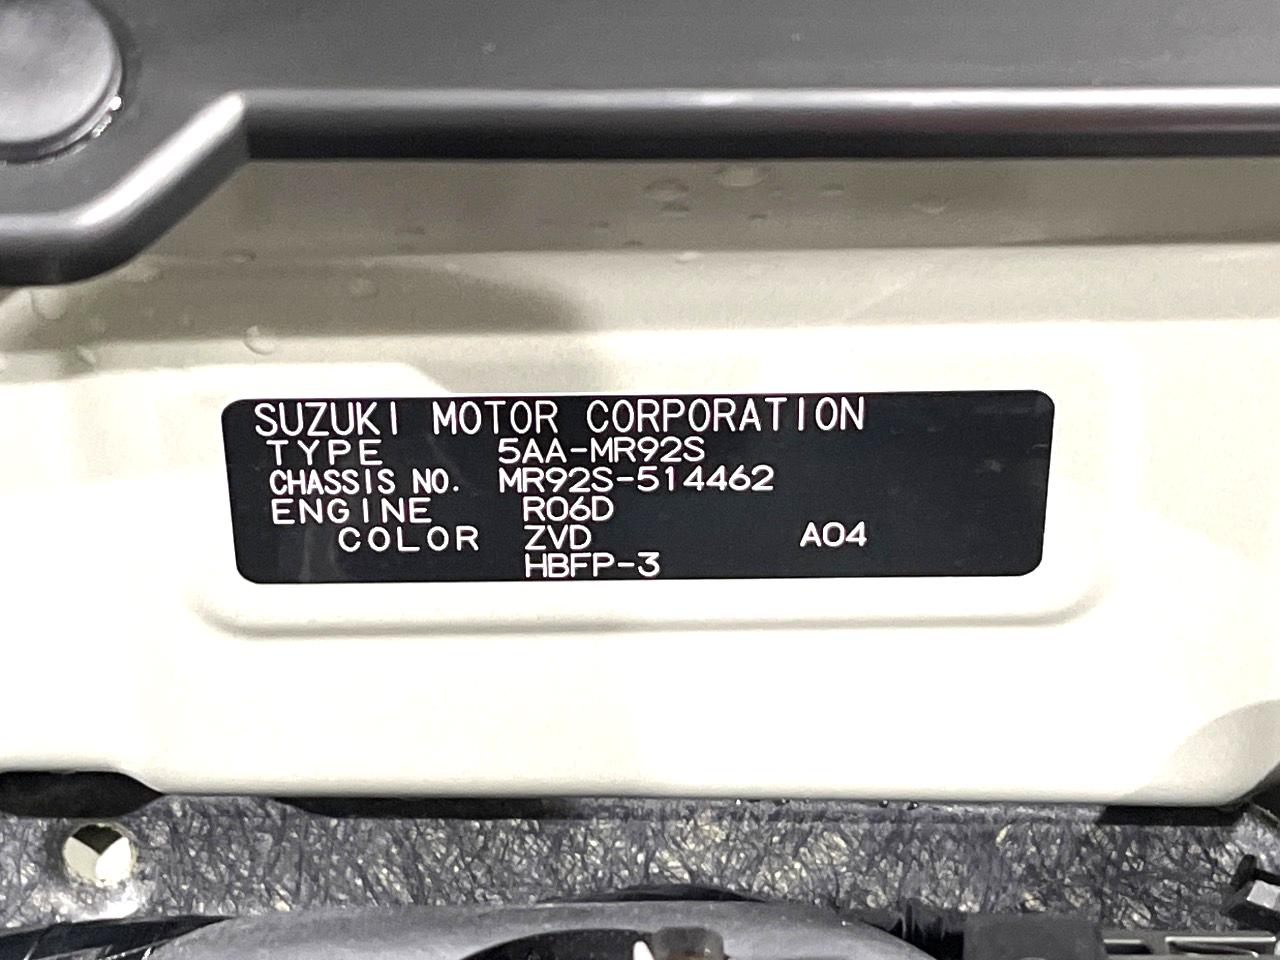 SUZUKI MOTOR CORPORATION
TYPE 5AA-MR92S
CHASSIS NO. MR92S-514462
ENGINE R06D
COLOR ZVD A04
HBFP-3